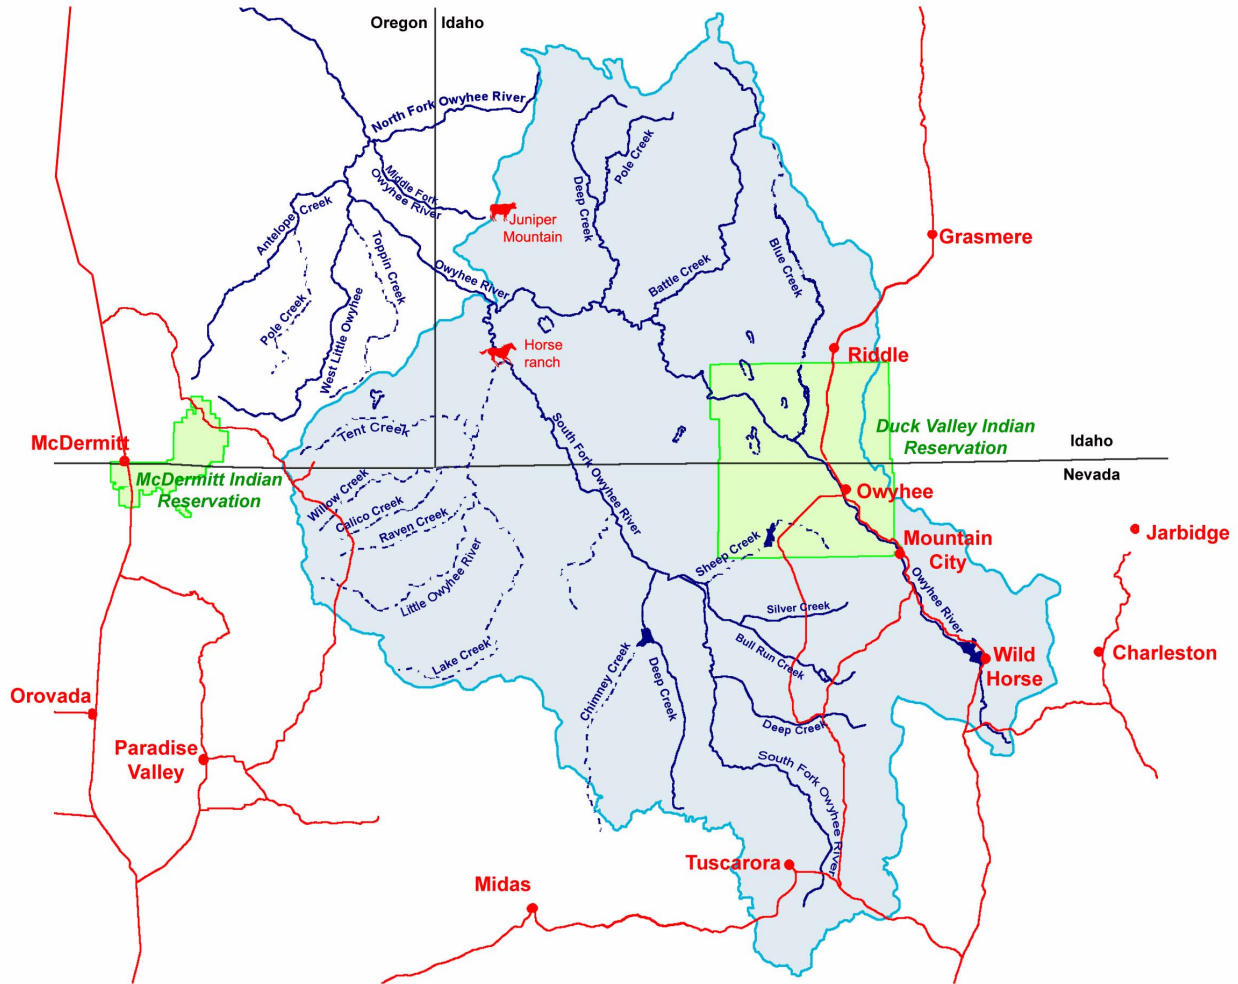 Oregon
Idaho
North Fork Owyhee River
Middle Fork
Owyhee River
Juniper
Mountain
Deep Creek
Pole Creek
Antelope Creek
Toppin Creek
Owyhee River
Battle Creek
Blue Creek
Grasmere
Pole Creek
West Little Owyhee
Horse
ranch
Riddle
Duck Valley Indian
Reservation
Tent Creek
South Fork Owyhee River
McDermitt
Idaho
Nevada
McDermitt Indian
Reservation
Willow Creek
Calico Creek
Raven Creek
Owyhee
Mountain
City
Jarbidge
Sheep Creek
Little Owyhee River
Owyhee River
Silver Creek
Bull Run Creek
Lake Creek
Chimney Creek
Deep Creek
Wild
Horse
Charleston
Orovada
Deep Creek
Paradise
Valley
South Fork Owyhee River
Tuscarora
Midas